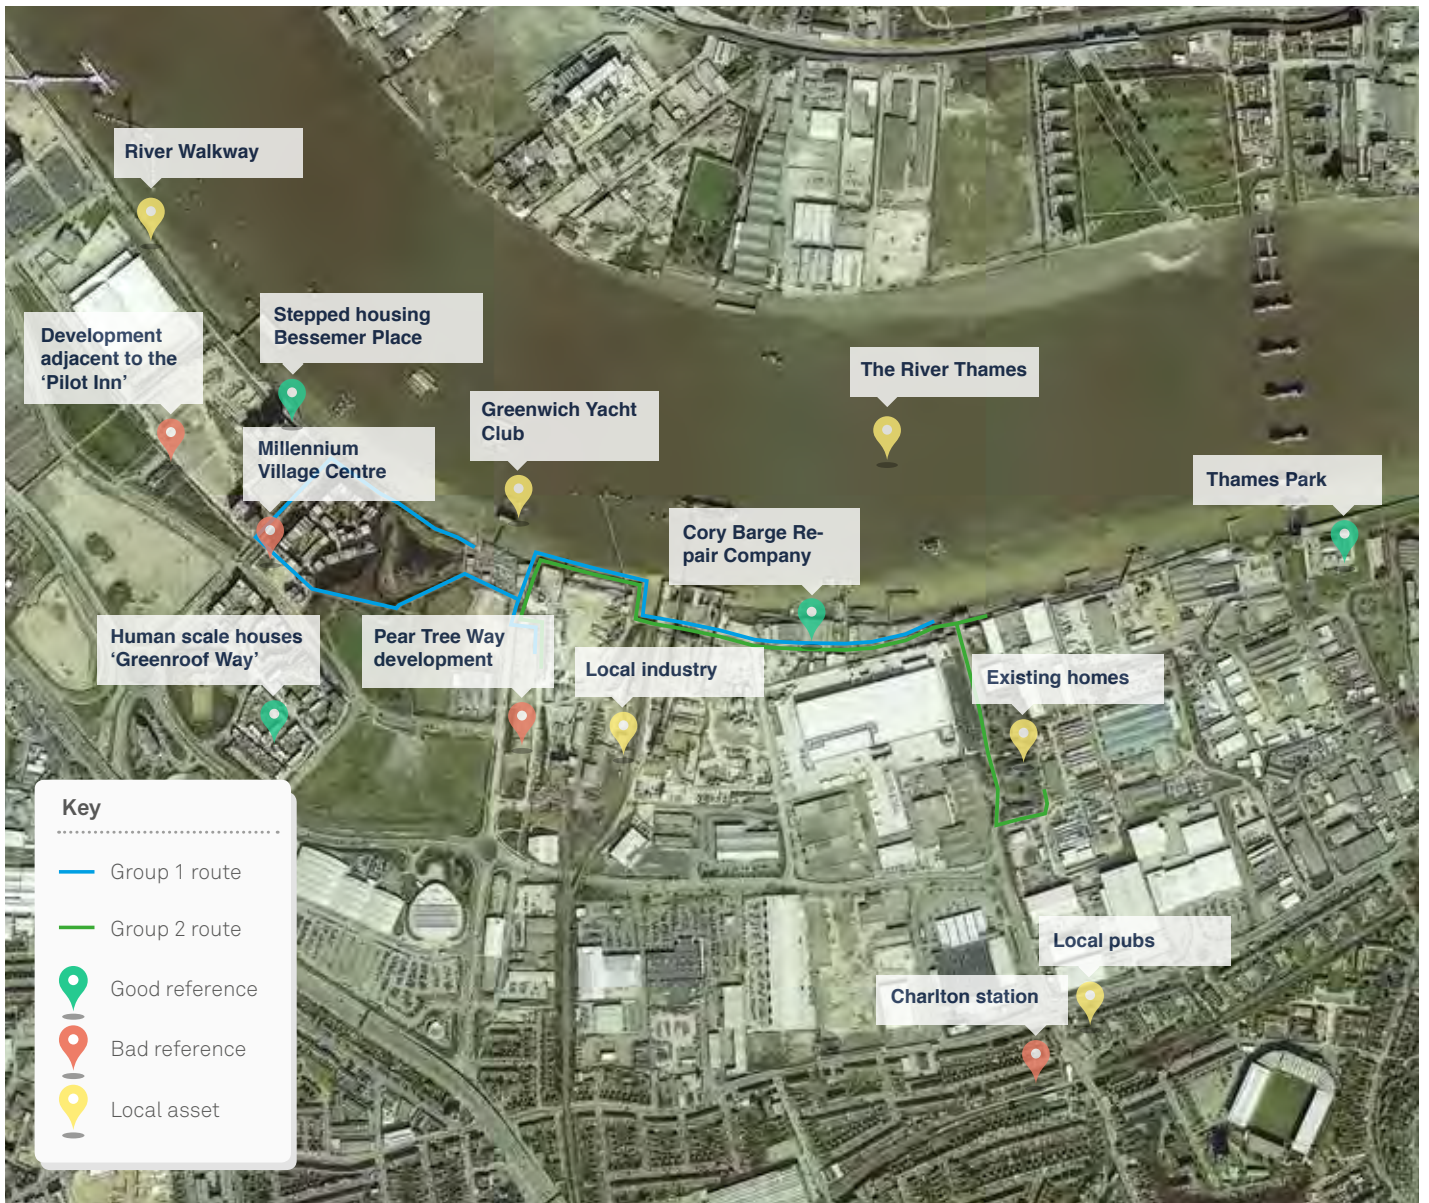 River Walkway
Stepped housing
Bessemer Place
Development
adjacent to the
‘Pilot Inn’
The River Thames
Greenwich Yacht
Club
Millennium
Village Centre
Thames Park
Cory Barge Re-
pair Company
Human scale houses
‘Greenroof Way’
Pear Tree Way
development
Local industry
Existing homes
Local pubs
Charlton station
Key
Group 1 route
Group 2 route
Good reference
Bad reference
Local asset